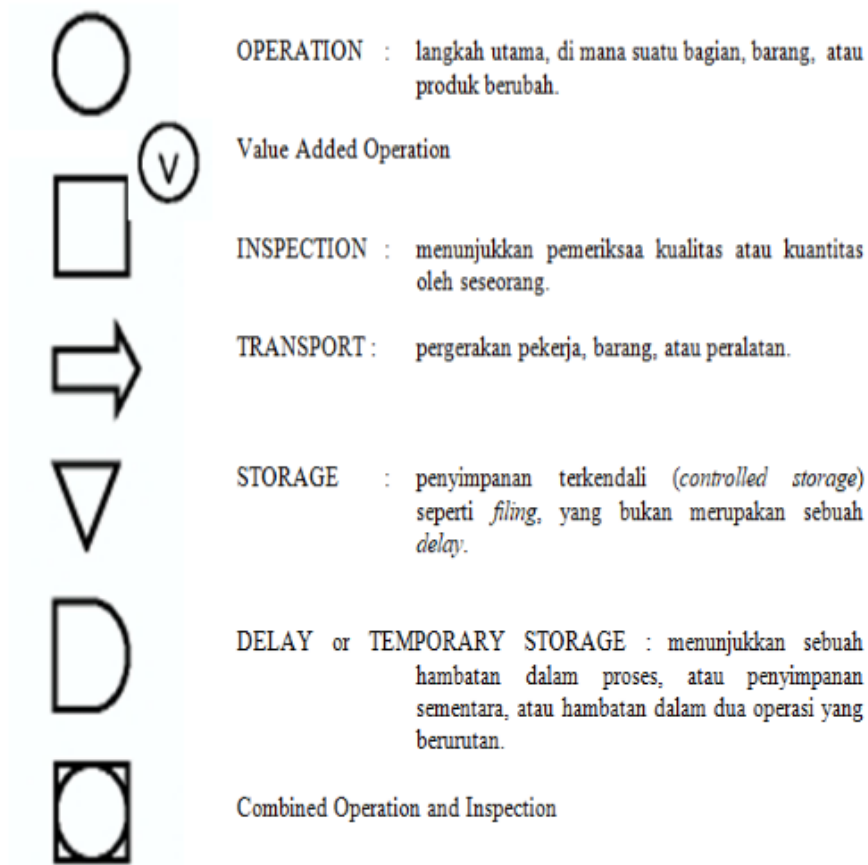 OPERATION : langkah utama, di mana suatu bagian, barang, atau
produk berubah.
V
Value Added Operation
INSPECTION : menunjukkan pemeriksaa kualitas atau kuantitas
oleh seseorang.
TRANSPORT : pergerakan pekerja, barang, atau peralatan.
STORAGE : penyimpanan terkendali (controlled storage)
seperti filing, yang bukan merupakan sebuah
delay.
DELAY or TEMPORARY STORAGE : menunjukkan sebuah
hambatan dalam proses, atau penyimpanan
sementara, atau hambatan dalam dua operasi yang
berurutan.
Combined Operation and Inspection